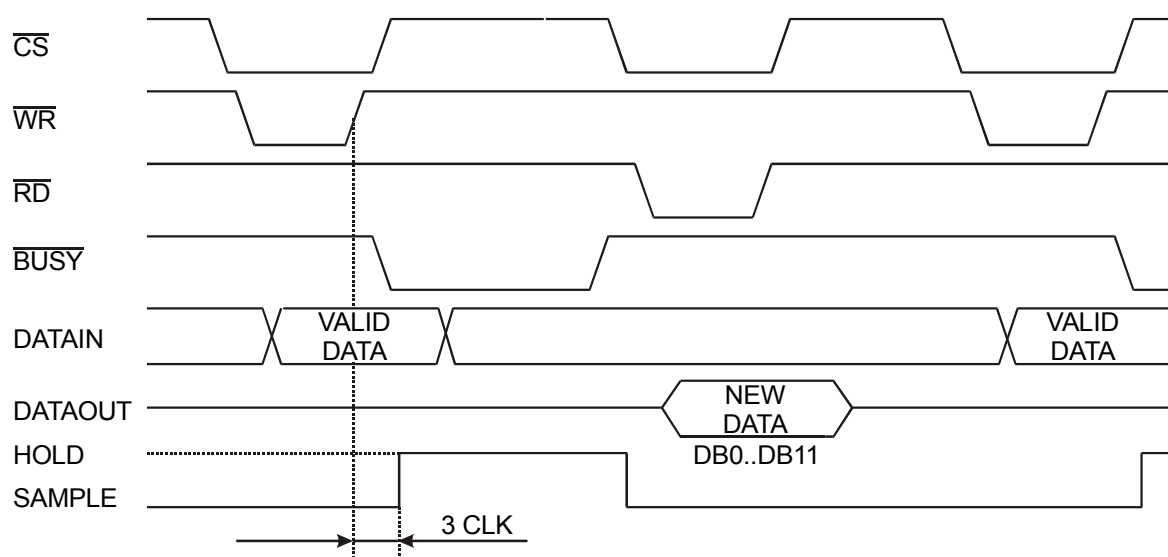 CS
WR
RD
BUSY
DATAIN
VALID
DATA
VALID
DATA
DATAOUT
NEW
DATA
DB0..DB11
HOLD
SAMPLE
3 CLK